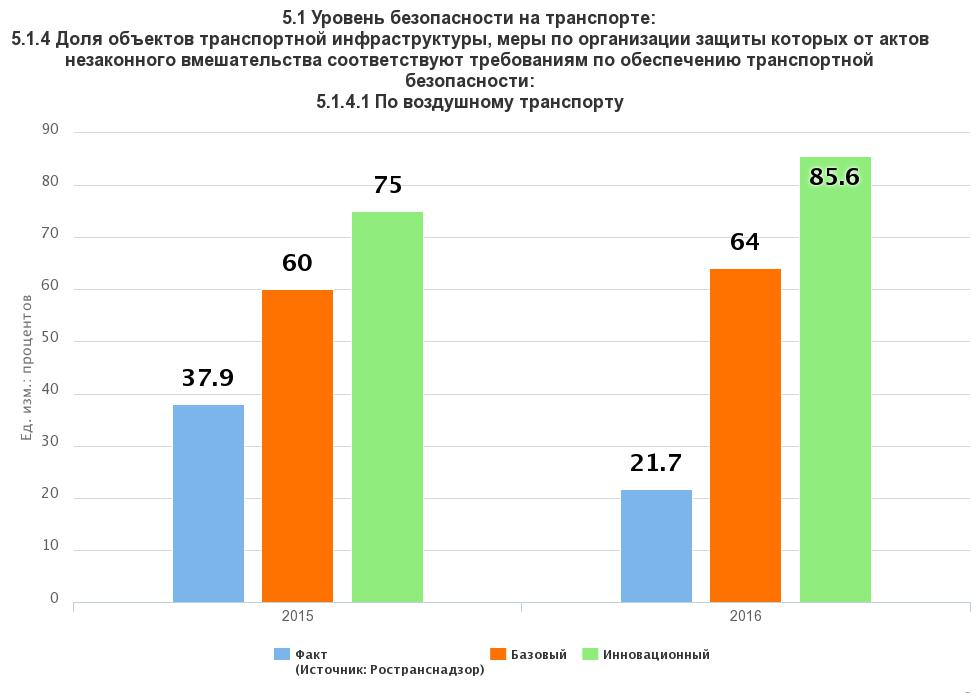 5.1 Уровень безопасности на транспорте:
5.1.4 Доля объектов транспортной инфраструктуры, меры по организации защиты которых от актов
незаконного вмешательства соответствуют требованиям по обеспечению транспортной
безопасности:
5.1.4.1 По воздушному транспорту
Ед. изм.: процентов
90
80
70
60
50
40
30
20
10
0
37.9
60
75
21.7
64
85.6
2015
2016
Факт
(Источник: Ространснадзор)
Базовый
Инновационный